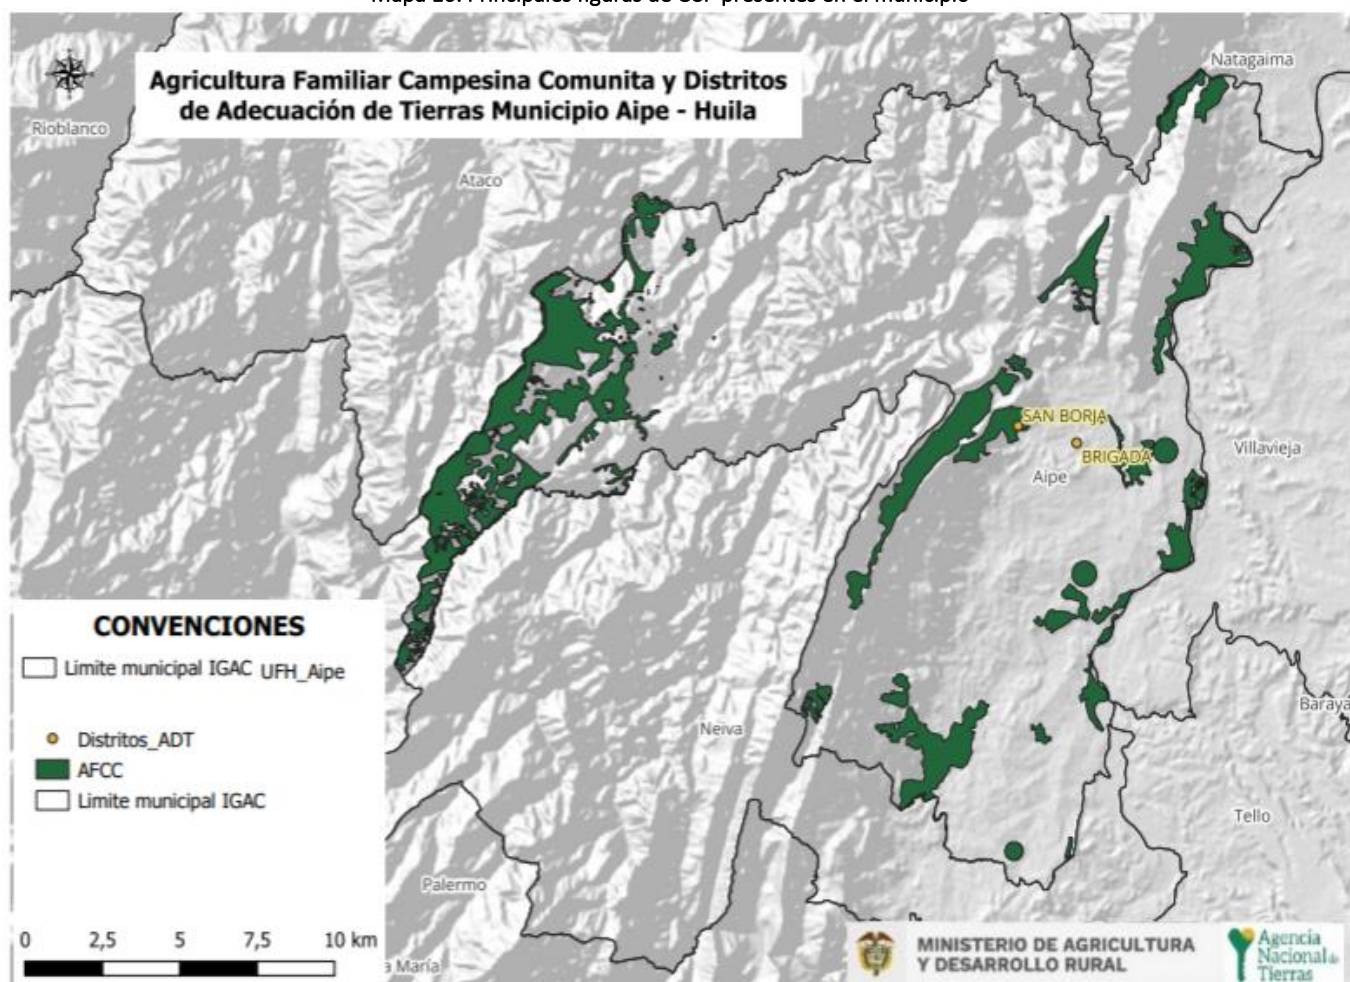 Agricultura Familiar Campesina Comunita y Distritos
de Adecuación de Tierras Municipio Aipe - Huila
Natagaima
Rioblanco
Ataco
SAN BORJA
BRIGADA
Villavieja
Aipe
CONVENCIONES
Limite municipal IGAC UFH_Aipe
Distritos_ADT
AFCC
Limite municipal IGAC
Neiva
Baraya
Tello
Palermo
0 2,5 5 7,5 10 km
a María
MINISTERIO DE AGRICULTURA
Y DESARROLLO RURAL
Agencia
Nacional de
Tierras